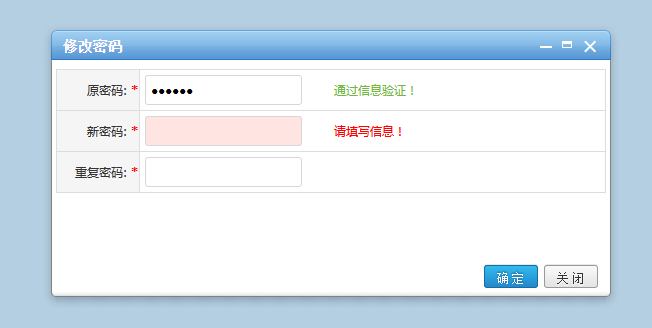 修改密码
原密码: * ●●●●●● 通过信息验证！
新密码: * 请填写信息！
重复密码: *
确定 关闭